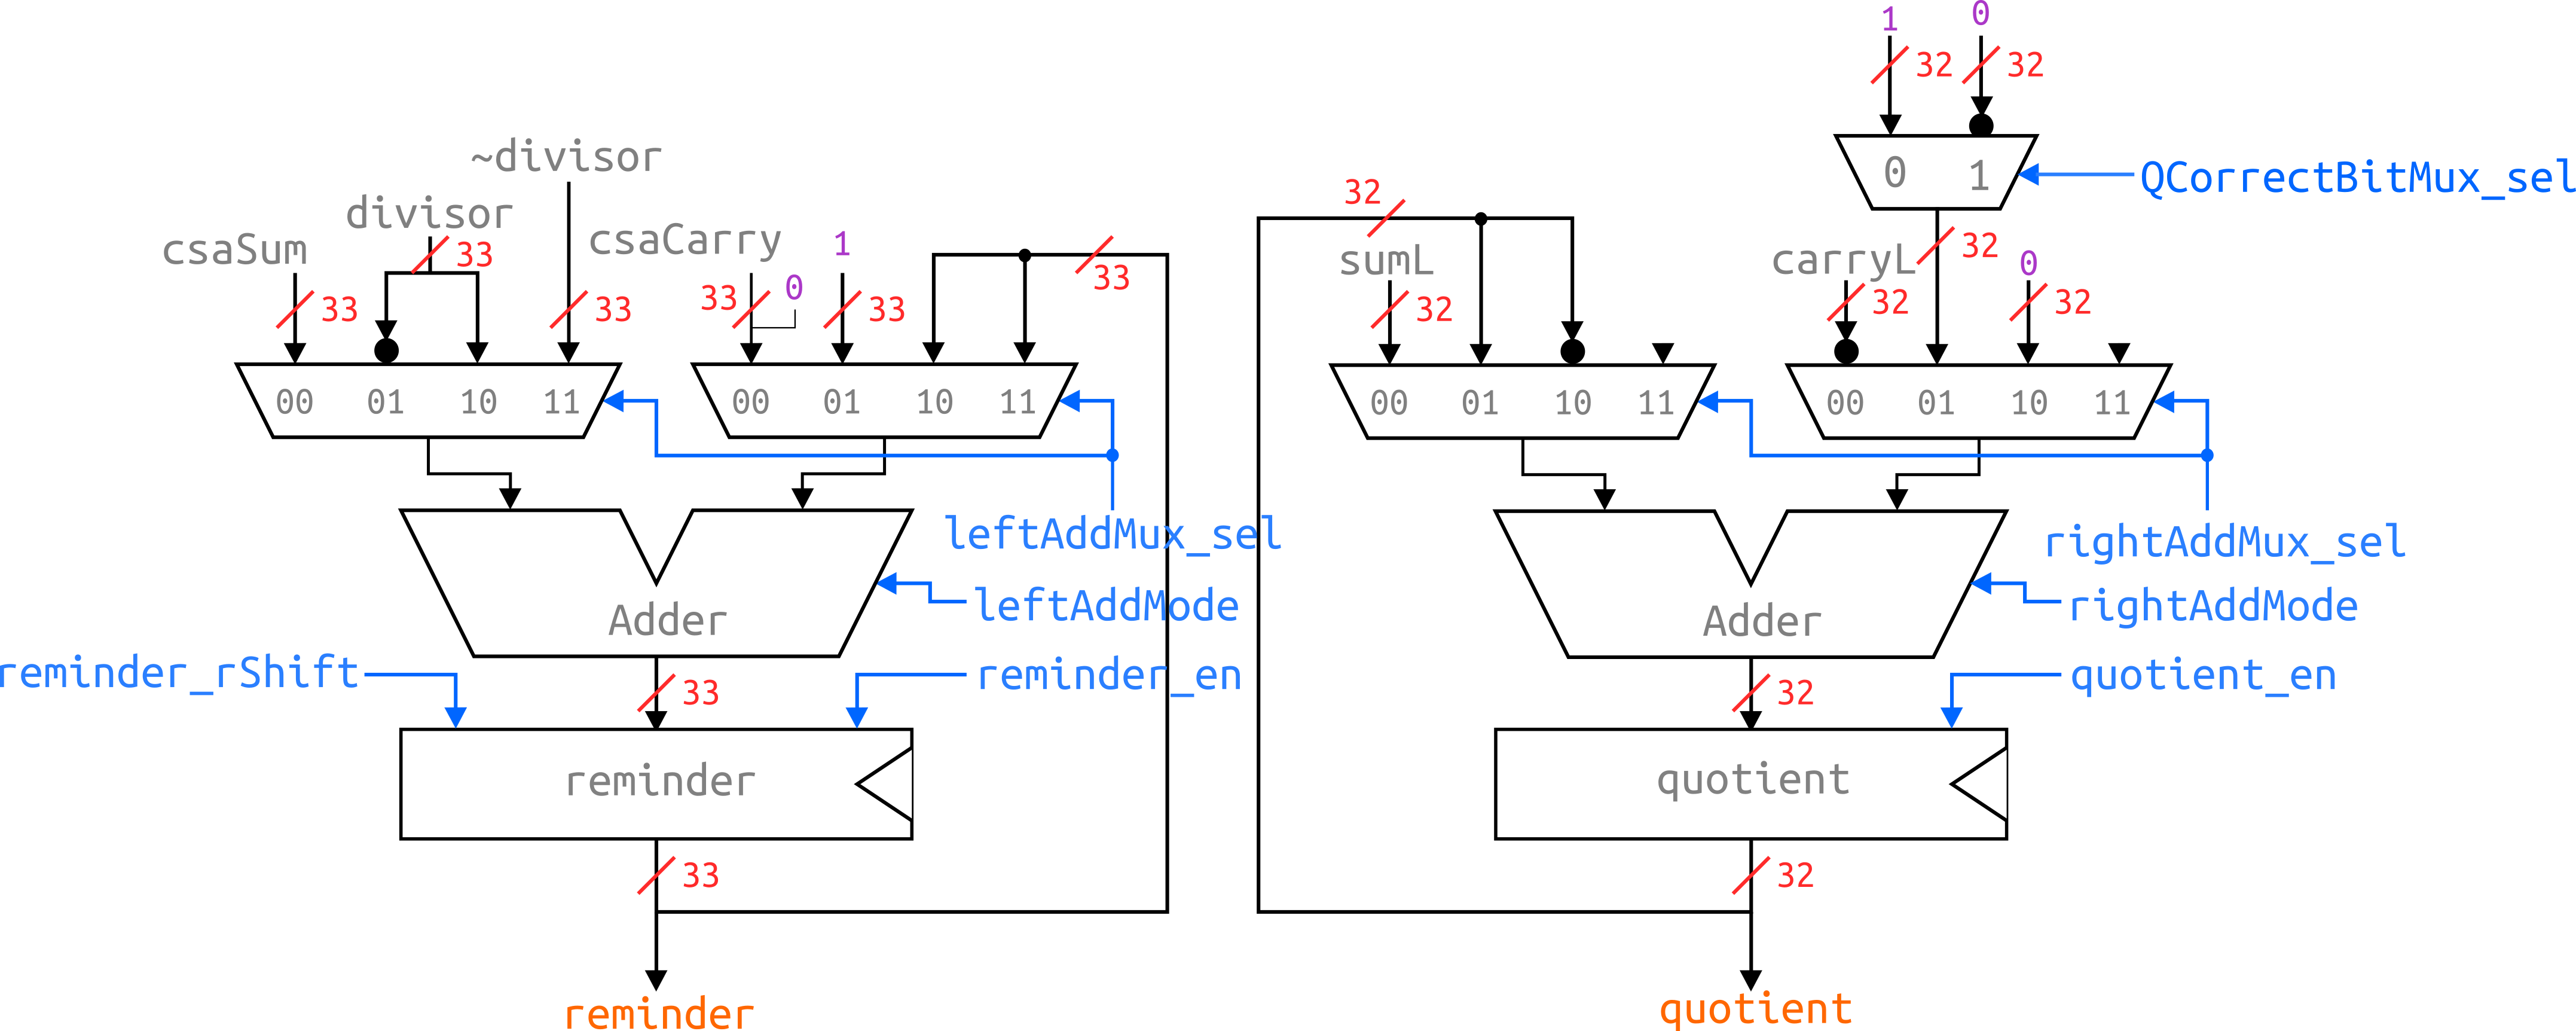 1 0
32 32
~divisor
0 1
QCorrectBitMux_sel
divisor
32
csaSum
33
csaCarry
1
33
sumL
carryL
32
0
33
33
33
0
33
32
32
32
00 01 10 11
00 01 10 11
00 01 10 11
00 01 10 11
leftAddMux_sel
rightAddMux_sel
Adder
leftAddMode
Adder
rightAddMode
reminder_rShift
33
reminder_en
32
quotient_en
reminder
quotient
33
32
reminder
quotient